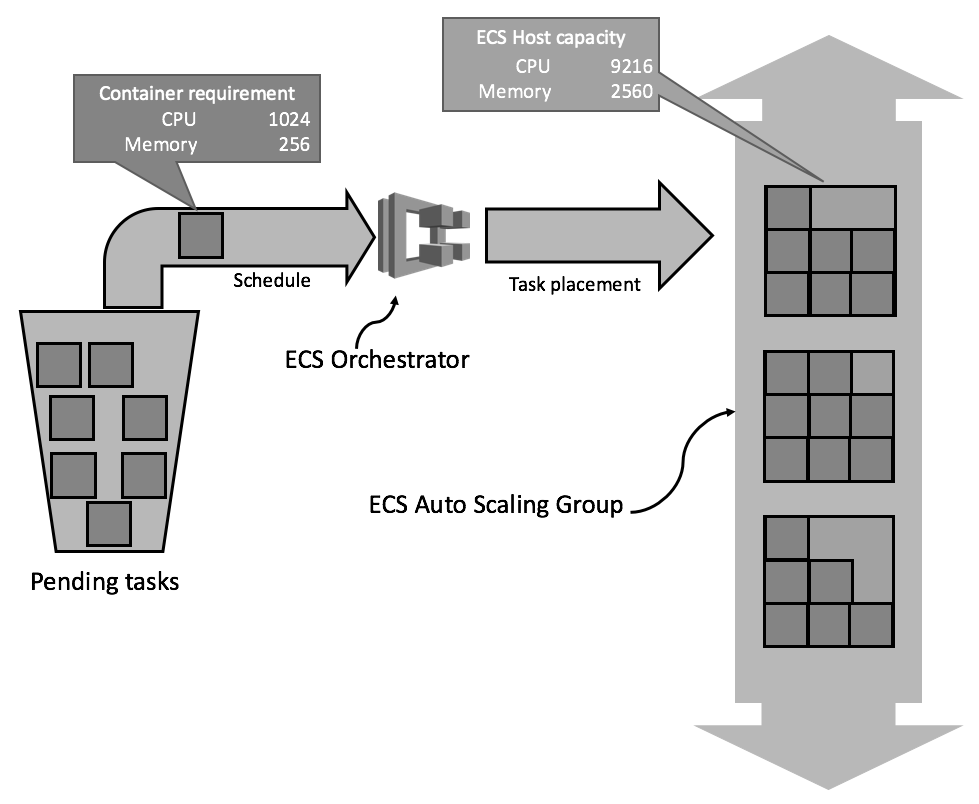 ECS Host capacity
CPU 9216
Memory 2560
Container requirement
CPU 1024
Memory 256
Schedule
Task placement
ECS Orchestrator
ECS Auto Scaling Group
Pending tasks